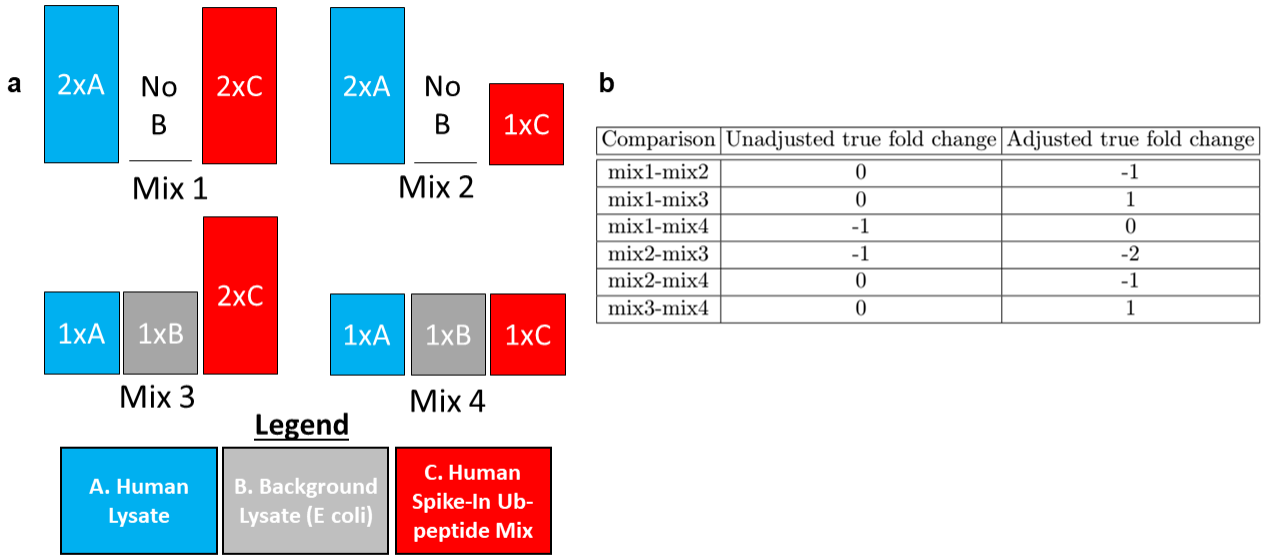 a
2xA
No
B
2xC
Mix 1
2xA
No
B
1xC
Mix 2
1xA
1xB
2xC
Mix 3
1xA
1xB
1xC
Mix 4
Legend
A. Human
Lysate
B. Background
Lysate (E coli)
C. Human
Spike-In Ub-
peptide Mix
b
Comparison Unadjusted true fold change Adjusted true fold change
mix1-mix2 0 -1
mix1-mix3 0 1
mix1-mix4 -1 0
mix2-mix3 -1 -2
mix2-mix4 0 -1
mix3-mix4 0 1